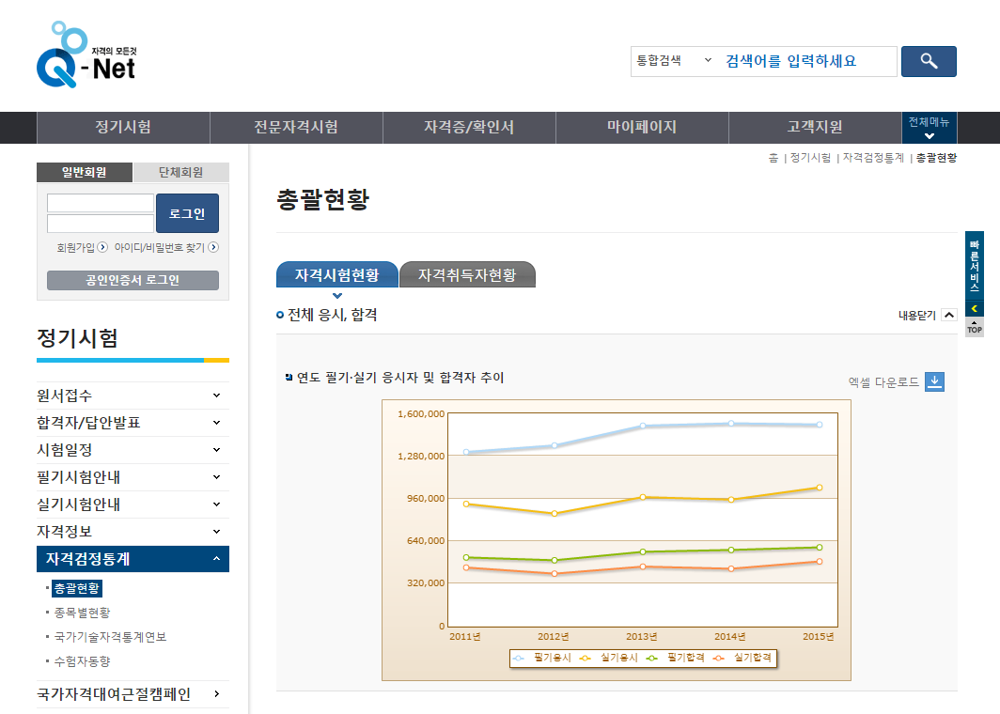 자격의 모든것
Q-Net
통합검색 검색어를 입력하세요
정기시험 전문자격시험 자격증/확인서 마이페이지 고객지원 전체메뉴
홈 | 정기시험 | 자격검정통계 | 총괄현황
일반회원 단체회원
로그인
회원가입 아이디/비밀번호 찾기
공인인증서 로그인
정기시험
원서접수
합격자/답안발표
시험일정
필기시험안내
실기시험안내
자격정보
자격검정통계
총괄현황
종목별현황
국가기술자격통계연보
수험자동향
국가자격대여근절캠페인
총괄현황
자격시험현황 자격취득자현황
전체 응시, 합격 내용닫기
연도 필기·실기 응시자 및 합격자 추이
엑셀 다운로드
1,600,000
1,280,000
960,000
640,000
320,000
0
2011년 2012년 2013년 2014년 2015년
필기응시 실기응시 필기합격 실기합격
빠른서비스
TOP